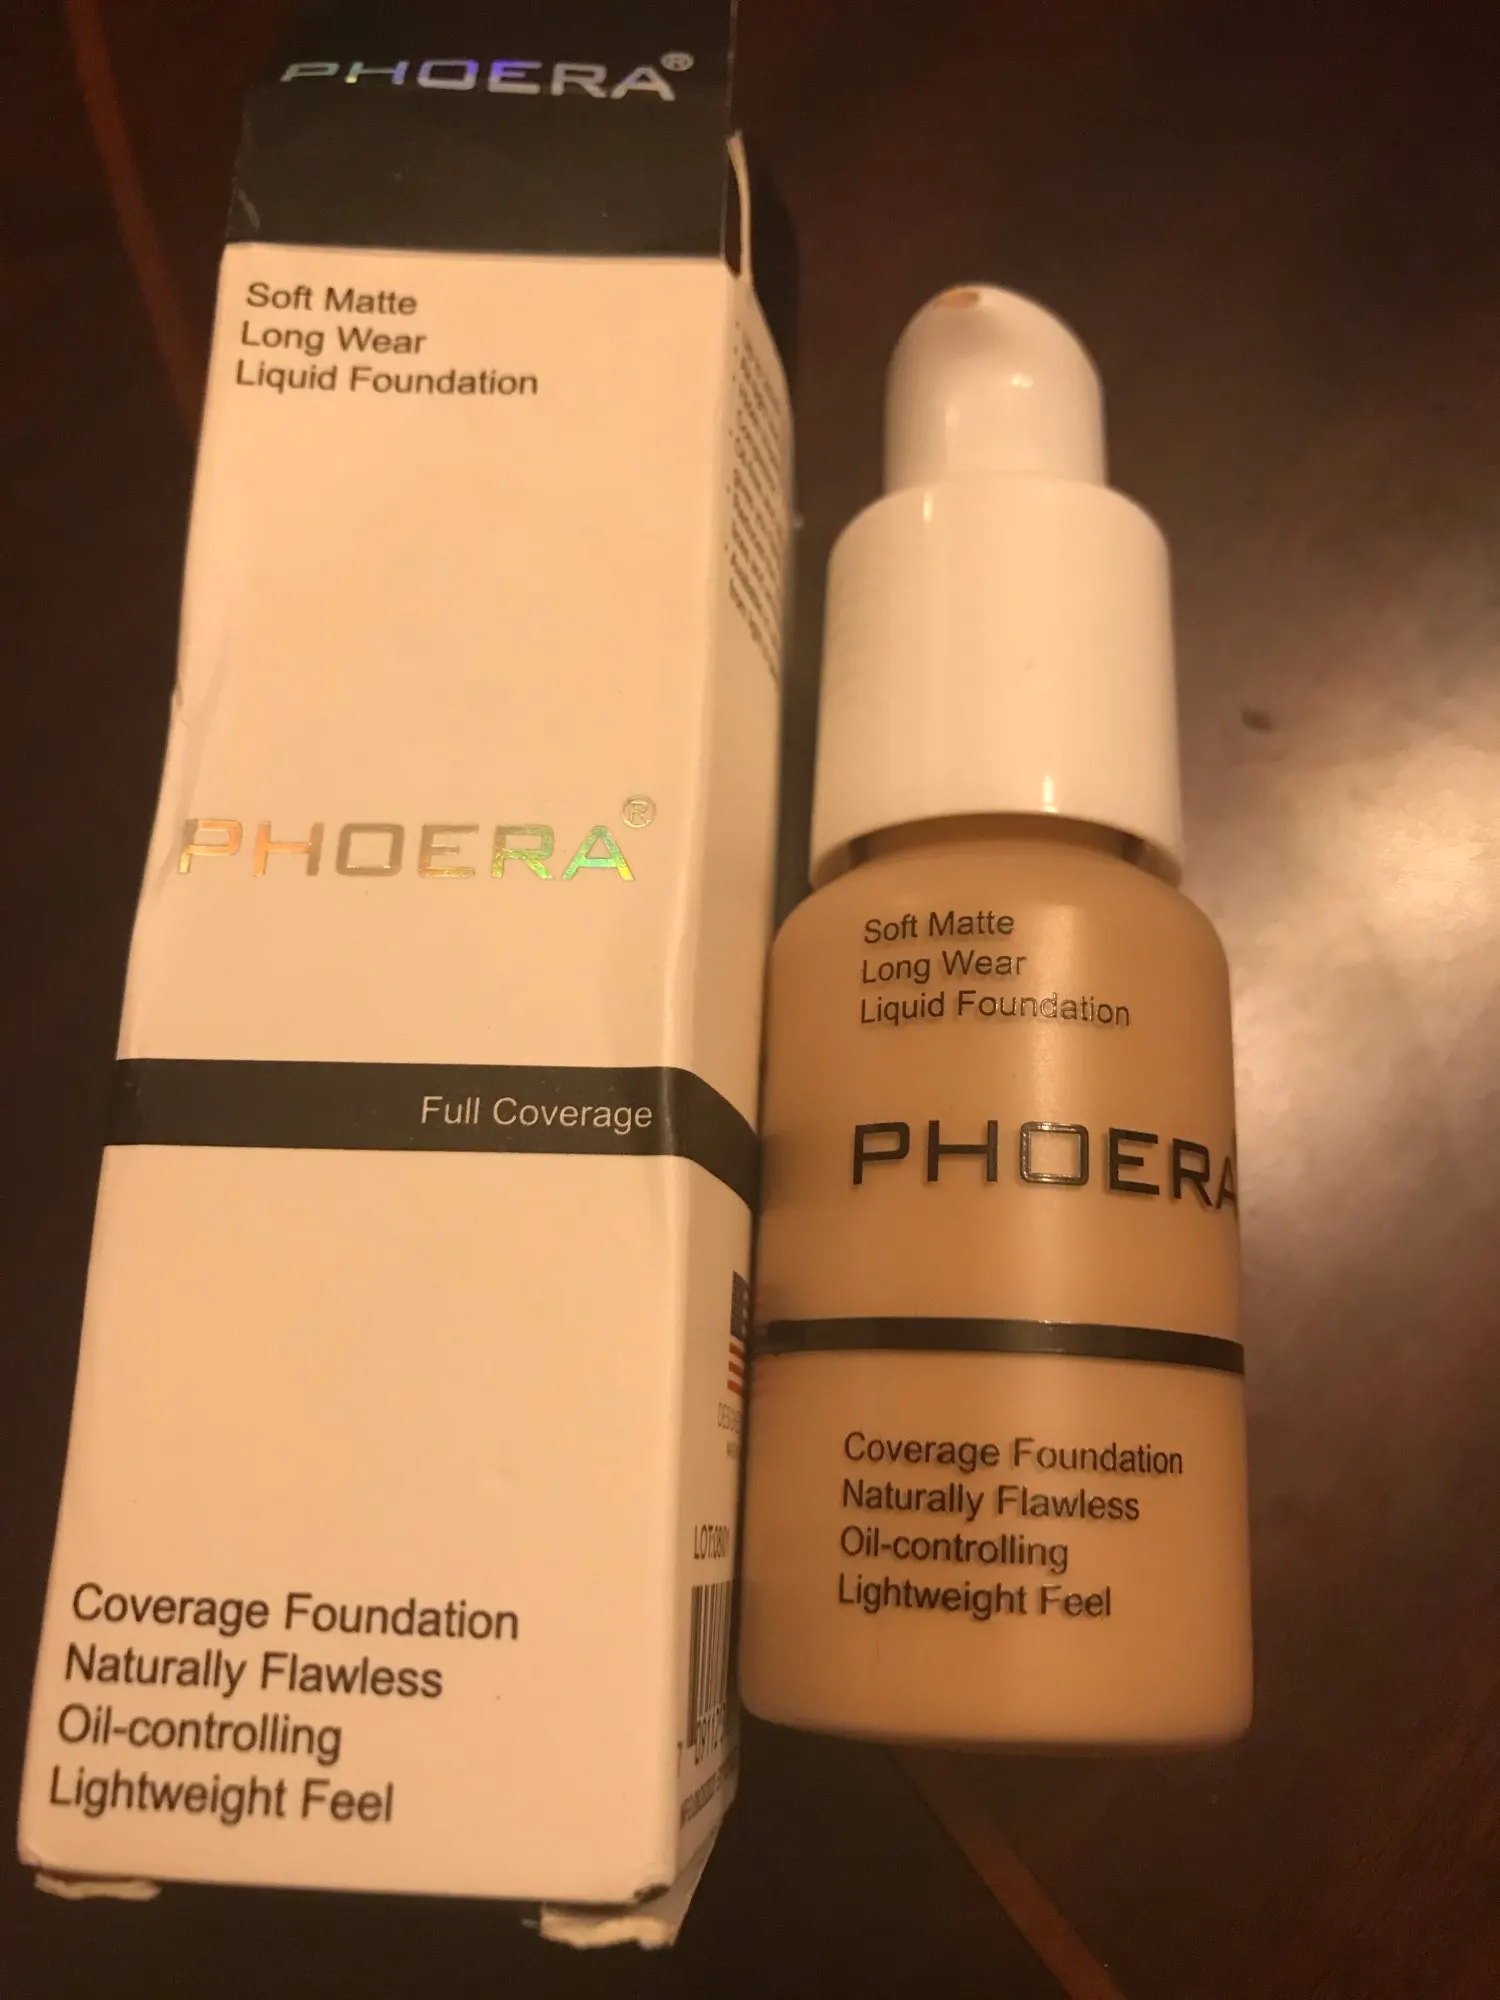 PHOERA®
Soft Matte
Long Wear
Liquid Foundation
PHOERA®
Full Coverage
Coverage Foundation
Naturally Flawless
Oil-controlling
Lightweight Feel
Soft Matte
Long Wear
Liquid Foundation
PHOERA
Coverage Foundation
Naturally Flawless
Oil-controlling
Lightweight Feel